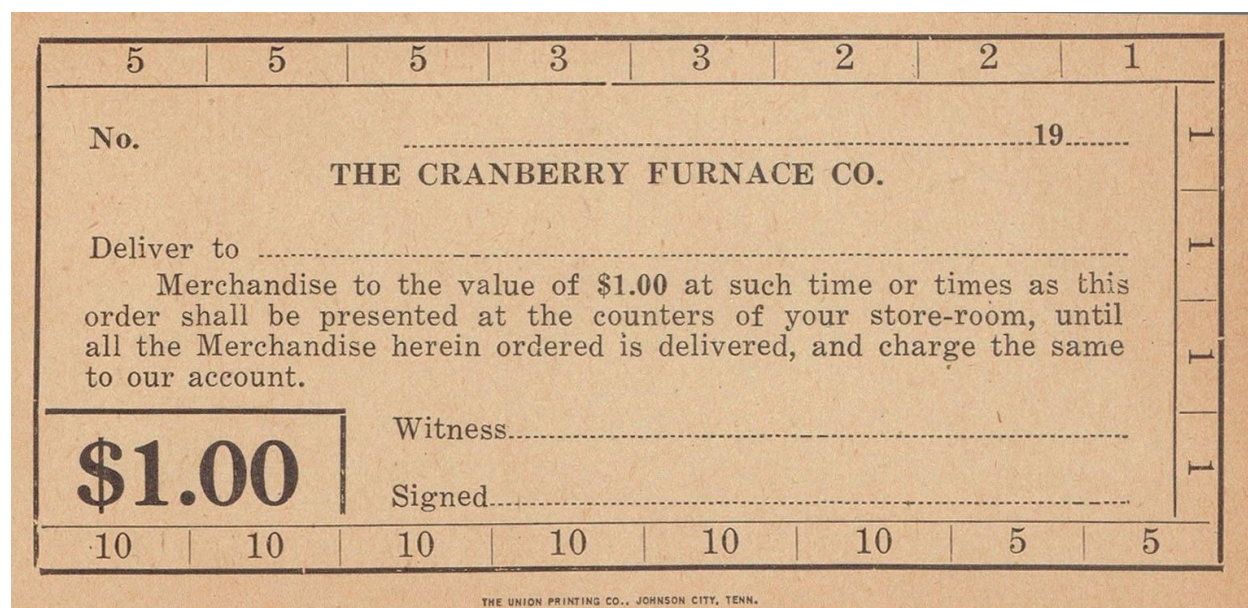 5 5 5 3 3 2 2 1
No. 19
THE CRANBERRY FURNACE CO.
Deliver to
Merchandise to the value of $1.00 at such time or times as this
order shall be presented at the counters of your store-room, until
all the Merchandise herein ordered is delivered, and charge the same
to our account.
$1.00
Witness
Signed
1
1
1
1
10 10 10 10 10 10 5 5
THE UNION PRINTING CO., JOHNSON CITY, TENN.